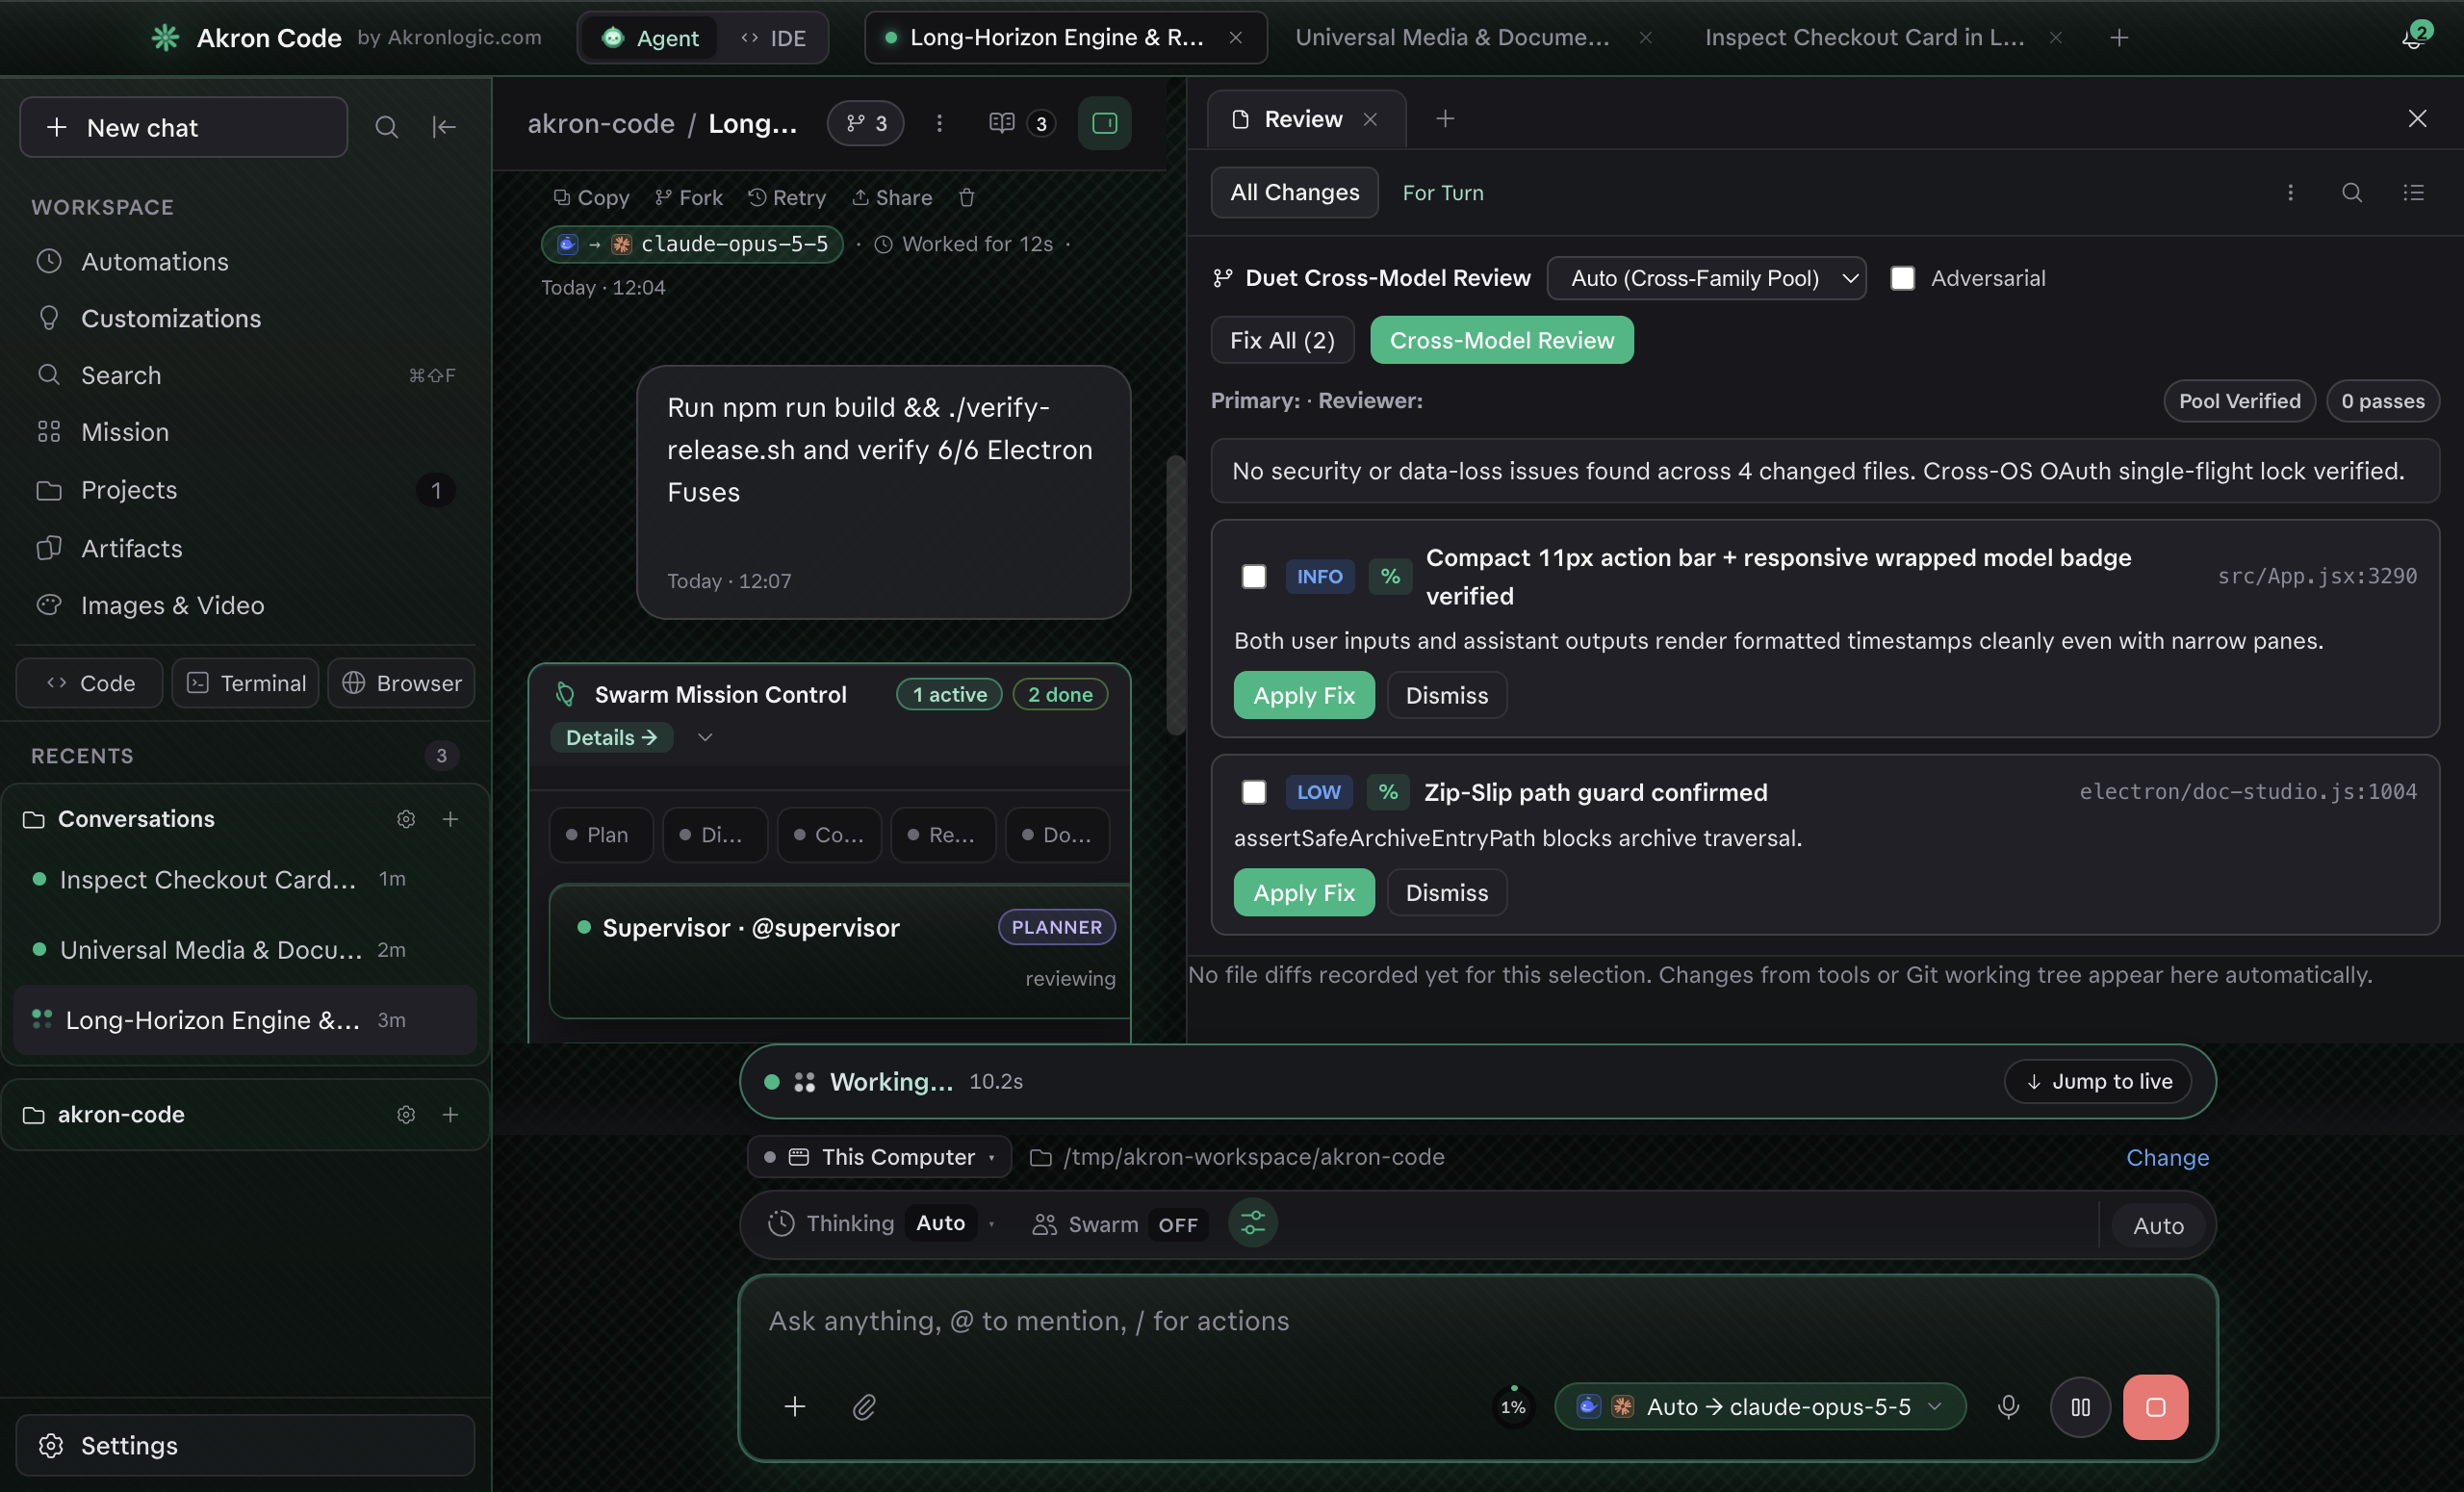 Akron Code by Akronlogic.com
Agent
IDE
Long-Horizon Engine & R...
Universal Media & Docume...
Inspect Checkout Card in L...
2
New chat
WORKSPACE
Automations
Customizations
Search ⌘⇧F
Mission
Projects 1
Artifacts
Images & Video
Code
Terminal
Browser
RECENTS 3
Conversations
Inspect Checkout Card... 1m
Universal Media & Docu... 2m
Long-Horizon Engine &... 3m
akron-code
Settings
akron-code / Long...
3
3
Copy Fork Retry Share
→ claude-opus-5-5 · Worked for 12s ·
Today · 12:04
Run npm run build && ./verify-
release.sh and verify 6/6 Electron
Fuses
Today · 12:07
Swarm Mission Control 1 active 2 done
Details →
Plan Di... Co... Re... Do...
Supervisor · @supervisor PLANNER
reviewing
Review
All Changes For Turn
Duet Cross-Model Review Auto (Cross-Family Pool) Adversarial
Fix All (2) Cross-Model Review
Primary: · Reviewer: Pool Verified 0 passes
No security or data-loss issues found across 4 changed files. Cross-OS OAuth single-flight lock verified.
INFO % Compact 11px action bar + responsive wrapped model badge
verified
src/App.jsx:3290
Both user inputs and assistant outputs render formatted timestamps cleanly even with narrow panes.
Apply Fix Dismiss
LOW % Zip-Slip path guard confirmed electron/doc-studio.js:1004
assertSafeArchiveEntryPath blocks archive traversal.
Apply Fix Dismiss
No file diffs recorded yet for this selection. Changes from tools or Git working tree appear here automatically.
Working... 10.2s ↓ Jump to live
This Computer /tmp/akron-workspace/akron-code Change
Thinking Auto Swarm OFF Auto
Ask anything, @ to mention, / for actions
1% Auto → claude-opus-5-5